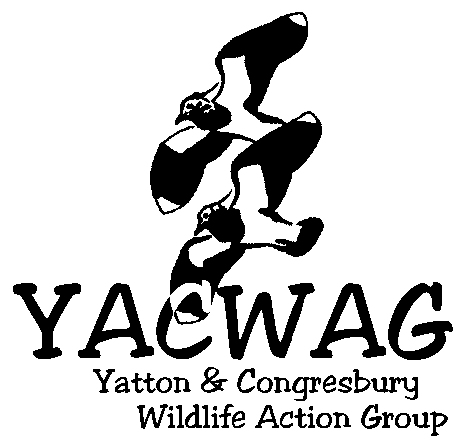 YACWAG
Yatton & Congresbury
Wildlife Action Group